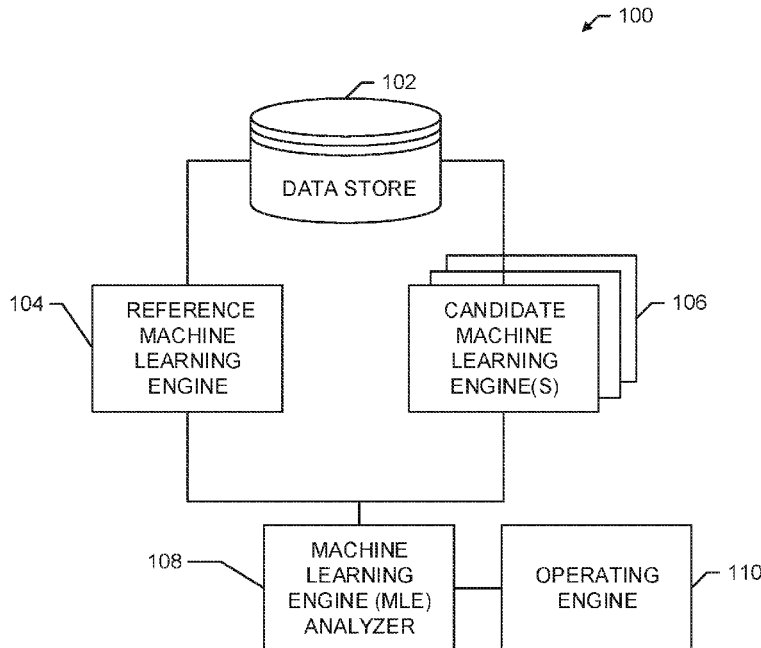 100
102
DATA STORE
104
REFERENCE
MACHINE
LEARNING
ENGINE
CANDIDATE
MACHINE
LEARNING
ENGINE(S)
106
108
MACHINE
LEARNING
ENGINE (MLE)
ANALYZER
OPERATING
ENGINE
110